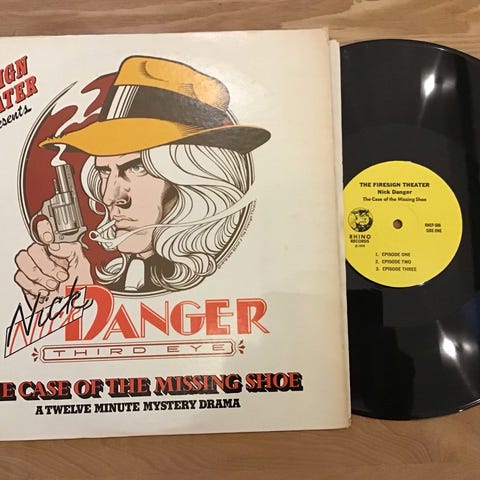 IGN
ATER
esents
Nick
DANGER
THIRD EYE
E CASE OF THE MISSING SHOE
A TWELVE MINUTE MYSTERY DRAMA
THE FIRESIGN THEATER
Nick Danger
The Case of the Missing Shoe
RHINO
RECORDS
SIDE ONE
1. EPISODE ONE
2. EPISODE TWO
3. EPISODE THREE